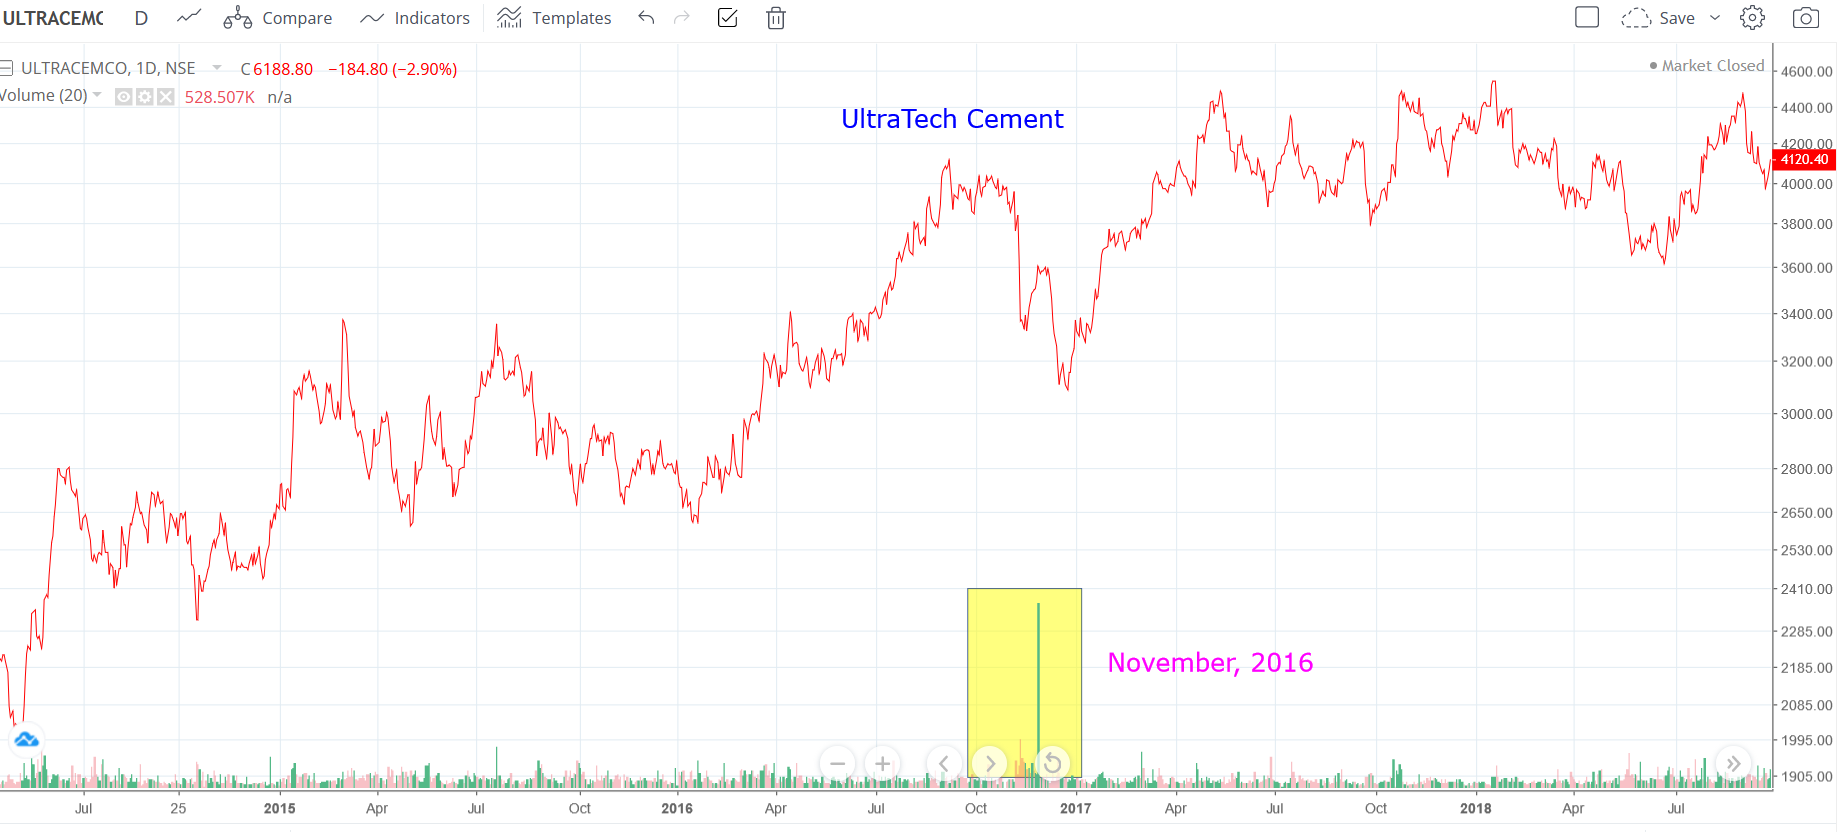 ULTRACEMC D Compare Indicators Templates Save
ULTRACEMCO, 1D, NSE C6188.80 −184.80 (−2.90%)
Market Closed
Volume (20) 528.507K n/a
UltraTech Cement
4600.00
4400.00
4200.00
4120.40
4000.00
3800.00
3600.00
3400.00
3200.00
3000.00
2800.00
2650.00
2530.00
2410.00
2285.00
November, 2016
2185.00
2085.00
1995.00
1905.00
Jul 25 2015 Apr Jul Oct 2016 Apr Jul Oct 2017 Apr Jul Oct 2018 Apr Jul